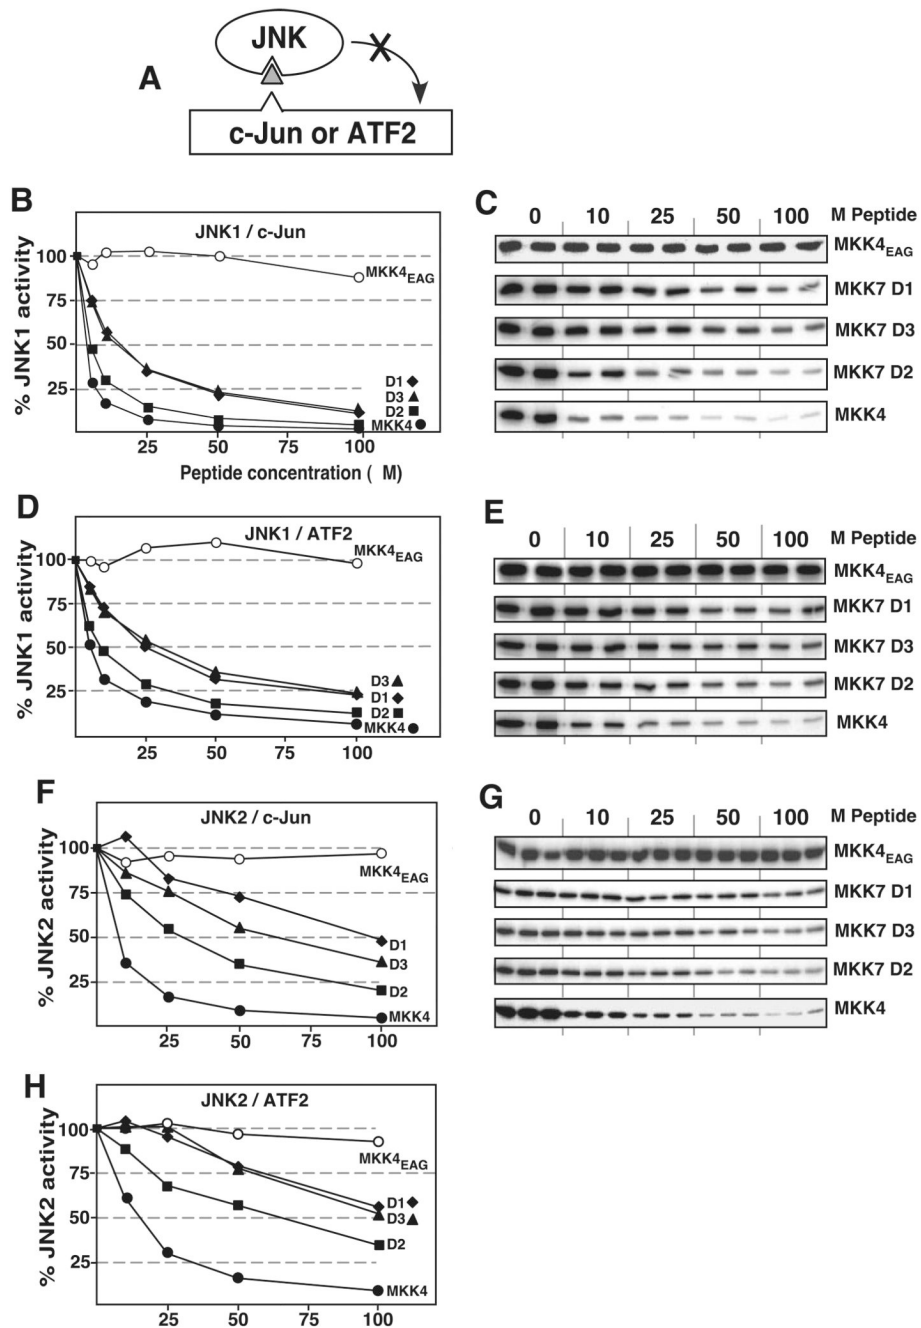 A
JNK
c-Jun or ATF2
B
JNK1 / c-Jun
% JNK1 activity
100
75
50
25
MKK4EAG
D1
D3
D2
MKK4
25 50 75 100
Peptide concentration ( M)
C
0 10 25 50 100 M Peptide
MKK4EAG
MKK7 D1
MKK7 D3
MKK7 D2
MKK4
D
JNK1 / ATF2
% JNK1 activity
100
75
50
25
MKK4EAG
D3
D1
D2
MKK4
25 50 75 100
E
0 10 25 50 100 M Peptide
MKK4EAG
MKK7 D1
MKK7 D3
MKK7 D2
MKK4
F
JNK2 / c-Jun
% JNK2 activity
100
75
50
25
MKK4EAG
D1
D3
D2
MKK4
25 50 75 100
G
0 10 25 50 100 M Peptide
MKK4EAG
MKK7 D1
MKK7 D3
MKK7 D2
MKK4
H
JNK2 / ATF2
% JNK2 activity
100
75
50
25
MKK4EAG
D1
D3
D2
MKK4
25 50 75 100